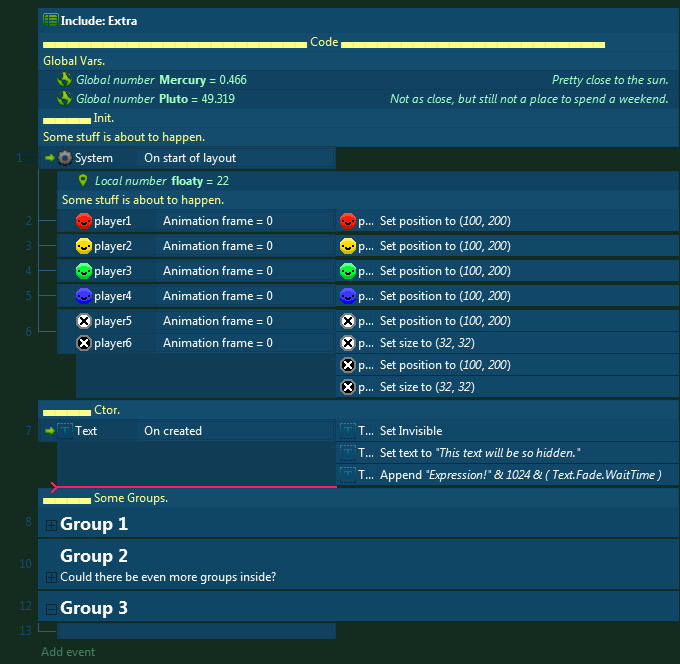 Include: Extra
Code
Global Vars.
Global number Mercury = 0.466 Pretty close to the sun.
Global number Pluto = 49.319 Not as close, but still not a place to spend a weekend.
Init.
Some stuff is about to happen.
1 System On start of layout
Local number floaty = 22
Some stuff is about to happen.
2 player1 Animation frame = 0 p... Set position to (100, 200)
3 player2 Animation frame = 0 p... Set position to (100, 200)
4 player3 Animation frame = 0 p... Set position to (100, 200)
5 player4 Animation frame = 0 p... Set position to (100, 200)
player5 Animation frame = 0 p... Set position to (100, 200)
6 player6 Animation frame = 0 p... Set size to (32, 32)
p... Set position to (100, 200)
p... Set size to (32, 32)
Ctor.
7 Text On created T... Set Invisible
T... Set text to "This text will be so hidden."
T... Append "Expression!" & 1024 & ( Text.Fade.WaitTime )
Some Groups.
8 Group 1
10 Group 2
Could there be even more groups inside?
12 Group 3
13
Add event